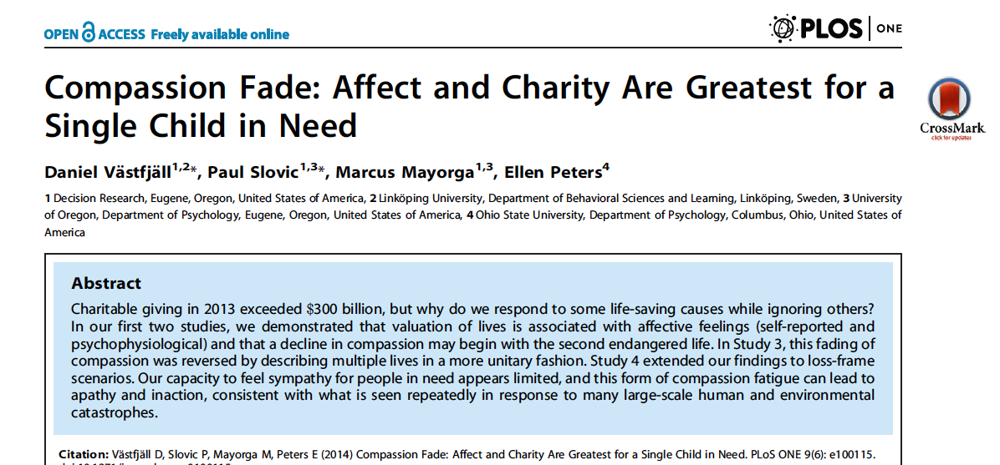 OPEN ACCESS Freely available online
PLOS ONE
Compassion Fade: Affect and Charity Are Greatest for a
Single Child in Need
CrossMark
click for updates
Daniel Västfjäll1,2*, Paul Slovic1,3*, Marcus Mayorga1,3, Ellen Peters4
1 Decision Research, Eugene, Oregon, United States of America, 2 Linköping University, Department of Behavioral Sciences and Learning, Linköping, Sweden, 3 University
of Oregon, Department of Psychology, Eugene, Oregon, United States of America, 4 Ohio State University, Department of Psychology, Columbus, Ohio, United States of
America
Abstract
Charitable giving in 2013 exceeded $300 billion, but why do we respond to some life-saving causes while ignoring others?
In our first two studies, we demonstrated that valuation of lives is associated with affective feelings (self-reported and
psychophysiological) and that a decline in compassion may begin with the second endangered life. In Study 3, this fading of
compassion was reversed by describing multiple lives in a more unitary fashion. Study 4 extended our findings to loss-frame
scenarios. Our capacity to feel sympathy for people in need appears limited, and this form of compassion fatigue can lead to
apathy and inaction, consistent with what is seen repeatedly in response to many large-scale human and environmental
catastrophes.
Citation: Västfjäll D, Slovic P, Mayorga M, Peters E (2014) Compassion Fade: Affect and Charity Are Greatest for a Single Child in Need. PLoS ONE 9(6): e100115.